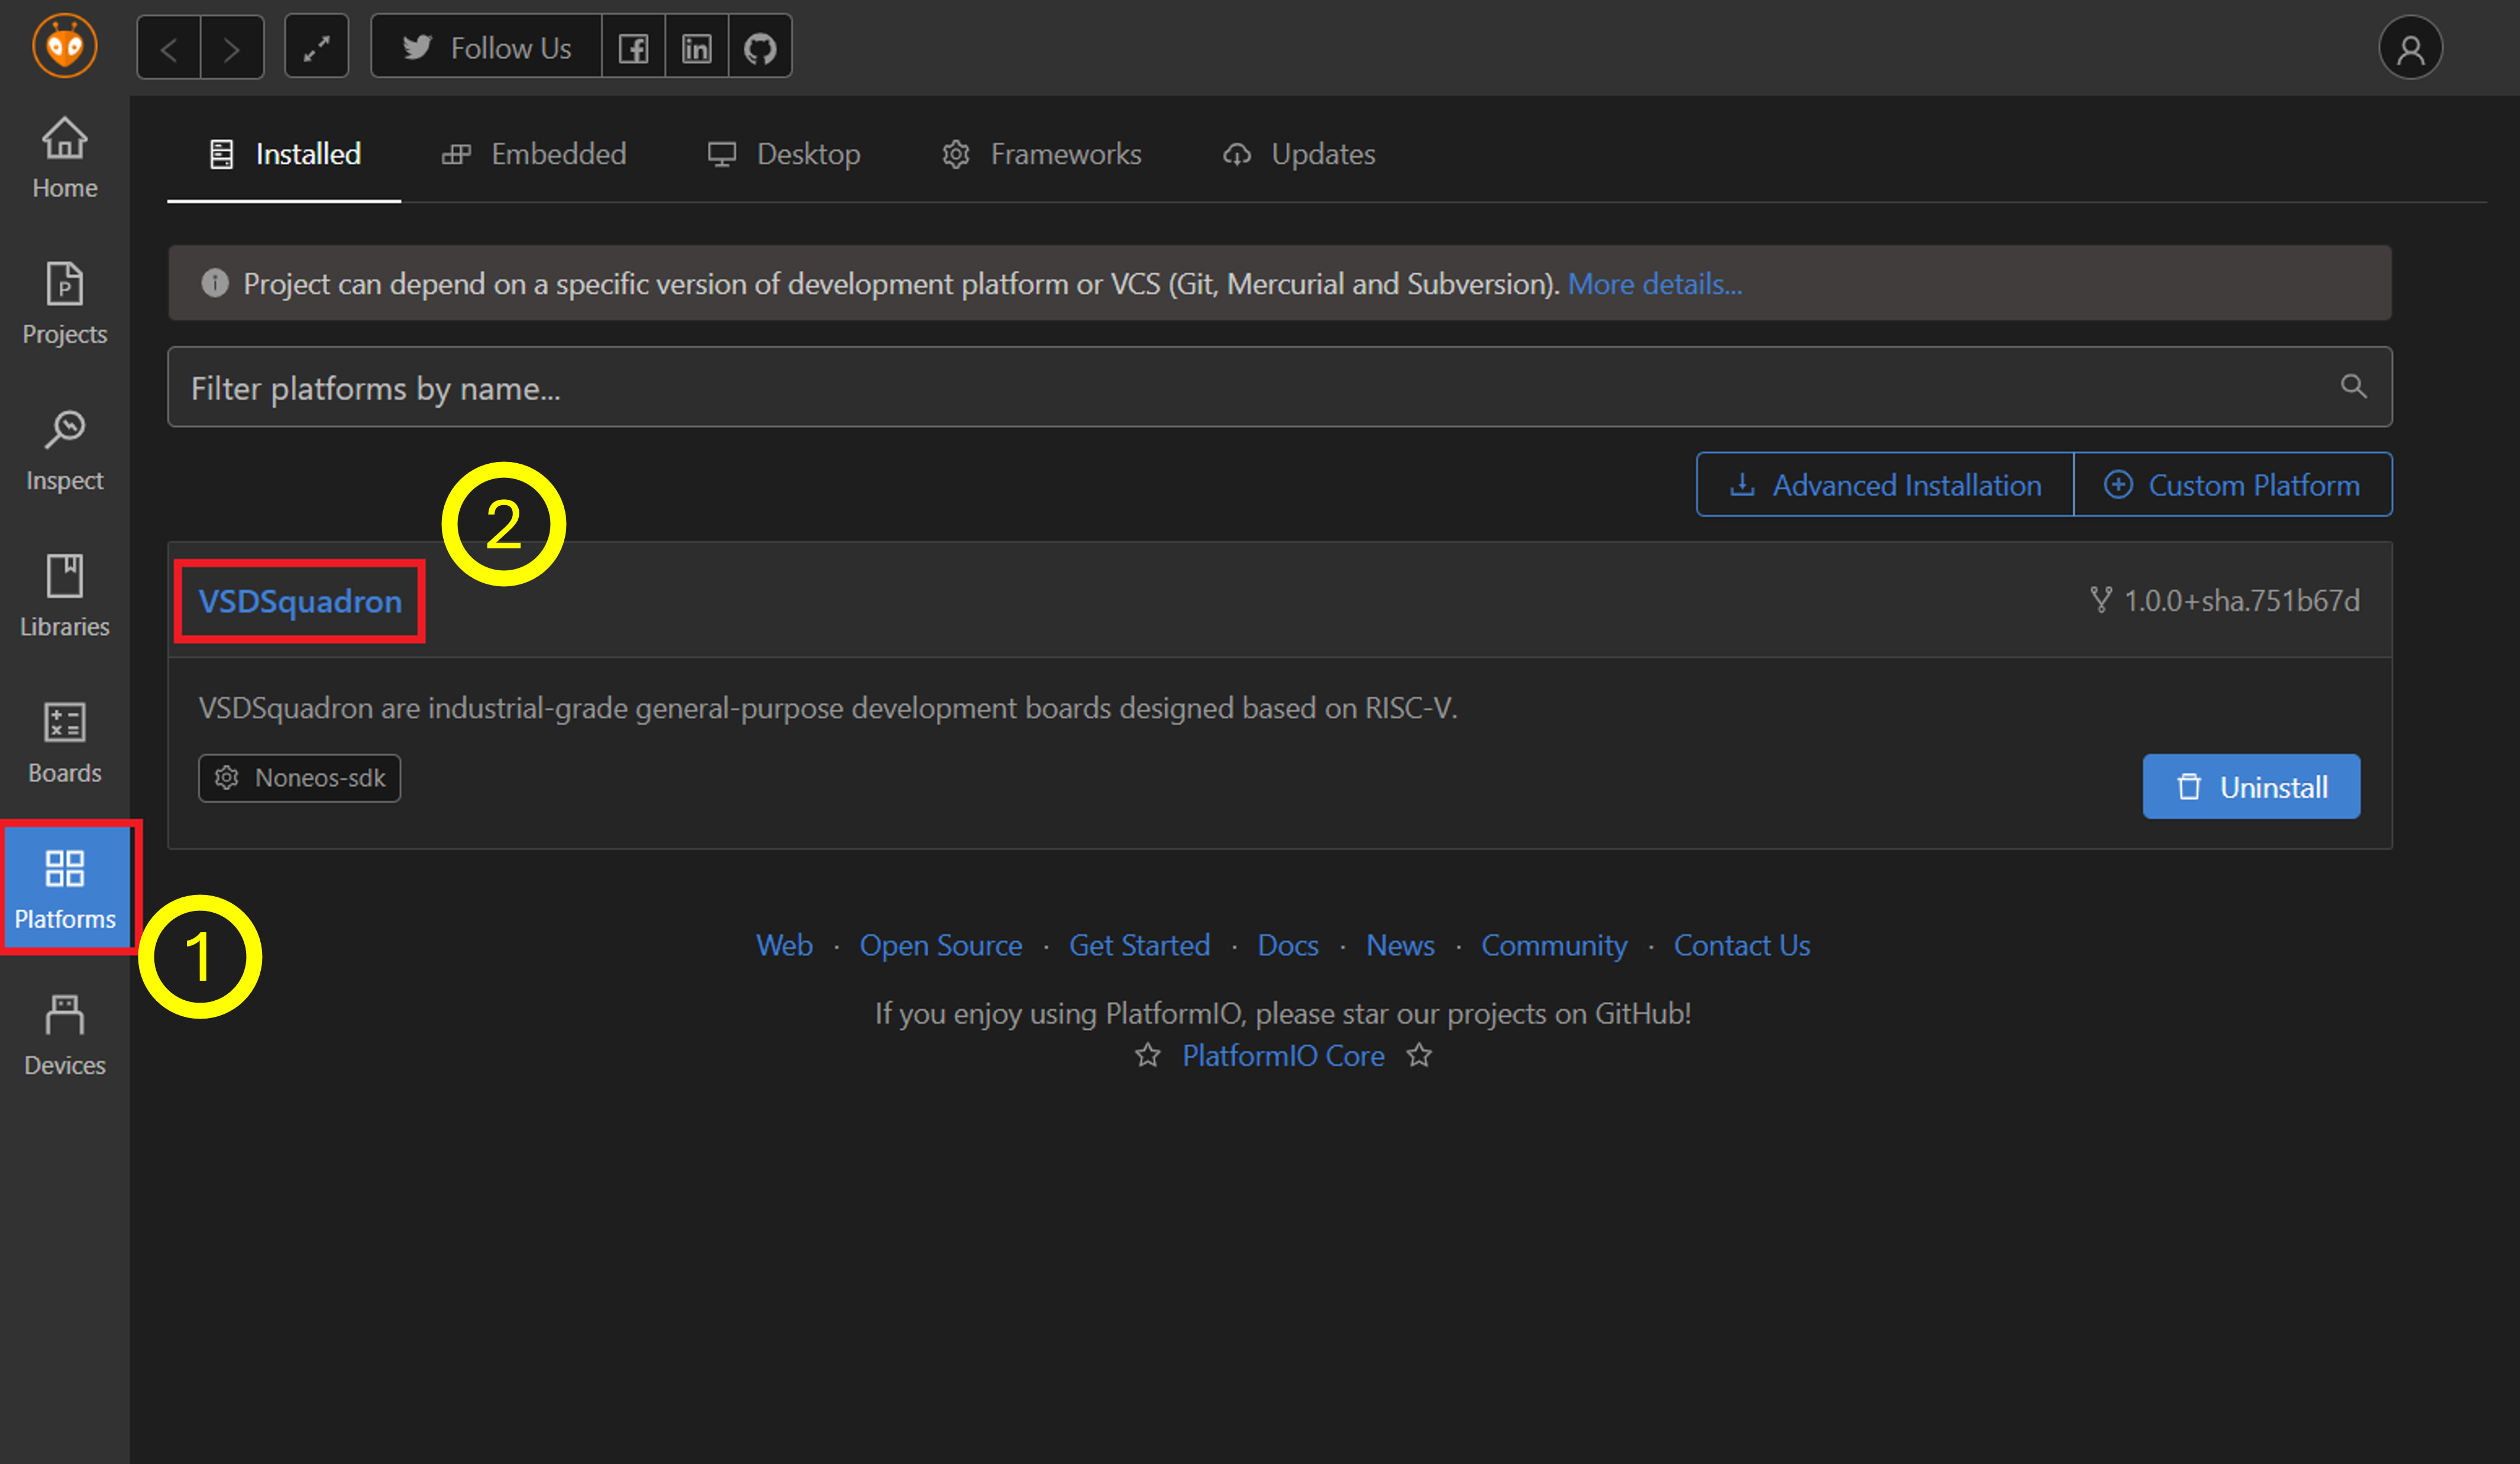 Follow Us
Home
Projects
Inspect
Libraries
Boards
Platforms
Devices
Installed Embedded Desktop Frameworks Updates
Project can depend on a specific version of development platform or VCS (Git, Mercurial and Subversion). More details...
Filter platforms by name...
Advanced Installation Custom Platform
2
VSDSquadron 1.0.0+sha.751b67d
VSDSquadron are industrial-grade general-purpose development boards designed based on RISC-V.
Noneos-sdk
Uninstall
1
Web · Open Source · Get Started · Docs · News · Community · Contact Us
If you enjoy using PlatformIO, please star our projects on GitHub!
PlatformIO Core